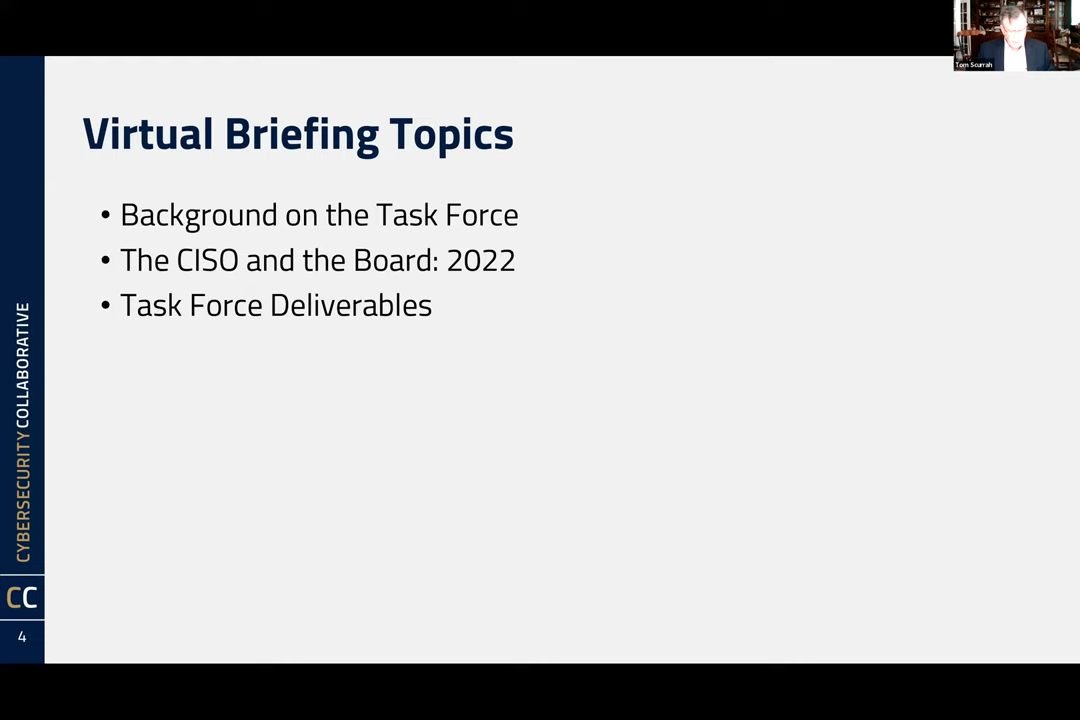 Tom Scurrah
Virtual Briefing Topics
• Background on the Task Force
• The CISO and the Board: 2022
• Task Force Deliverables
CYBERSECURITY COLLABORATIVE
CC
4